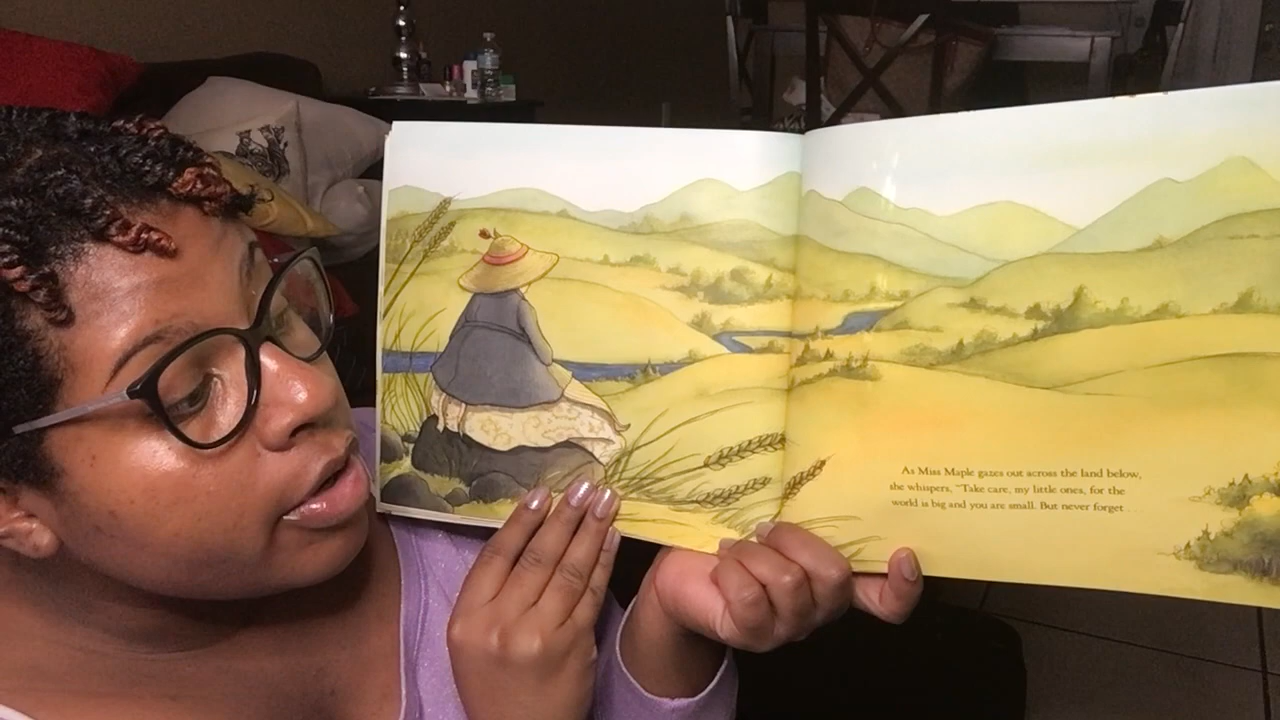 As Miss Maple gazes out across the land below,
she whispers, "Take care, my little ones, for the
world is big and you are small. But never forget . . .